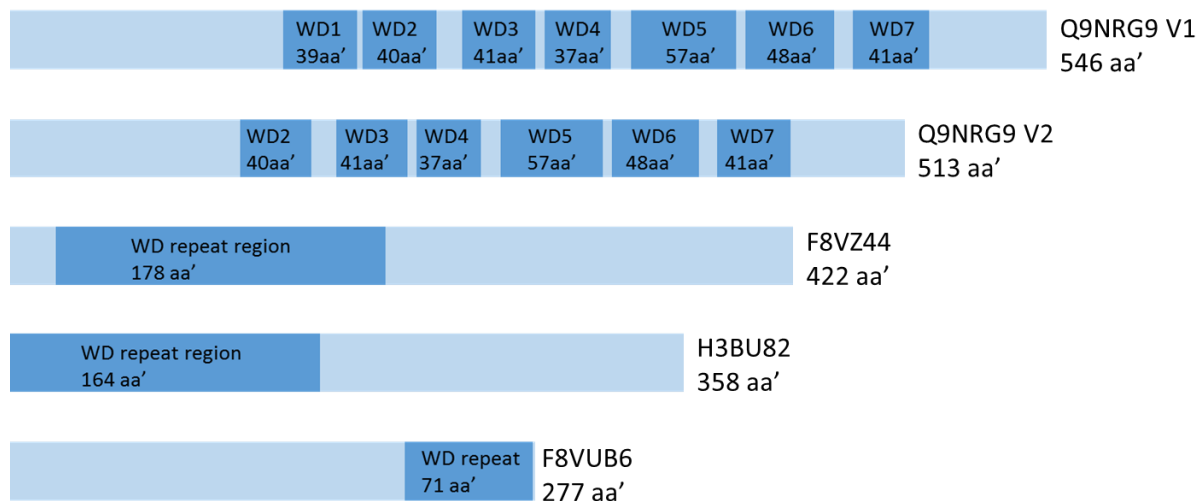 WD1
39aa’
WD2
40aa’
WD3
41aa’
WD4
37aa’
WD5
57aa’
WD6
48aa’
WD7
41aa’
Q9NRG9 V1
546 aa’
WD2
40aa’
WD3
41aa’
WD4
37aa’
WD5
57aa’
WD6
48aa’
WD7
41aa’
Q9NRG9 V2
513 aa’
WD repeat region
178 aa’
F8VZ44
422 aa’
WD repeat region
164 aa’
H3BU82
358 aa’
WD repeat
71 aa’
F8VUB6
277 aa’